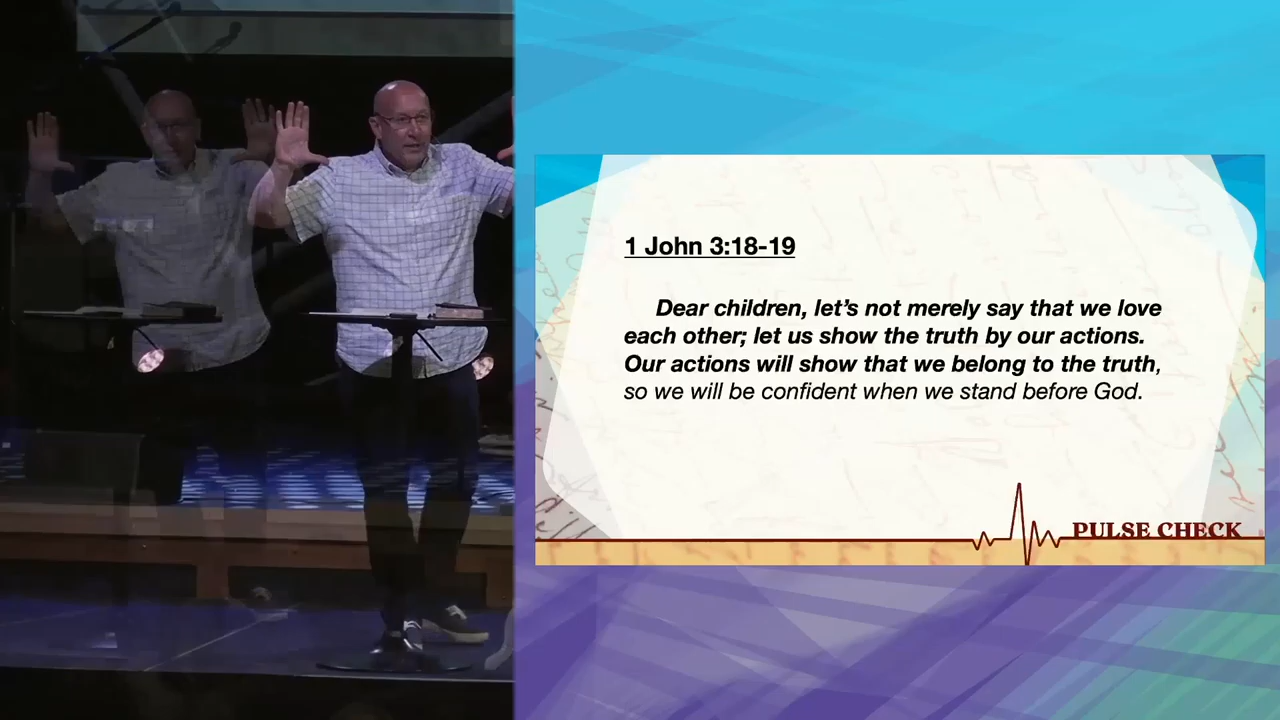 1 John 3:18-19
Dear children, let’s not merely say that we love
each other; let us show the truth by our actions.
Our actions will show that we belong to the truth,
so we will be confident when we stand before God.
PULSE CHECK